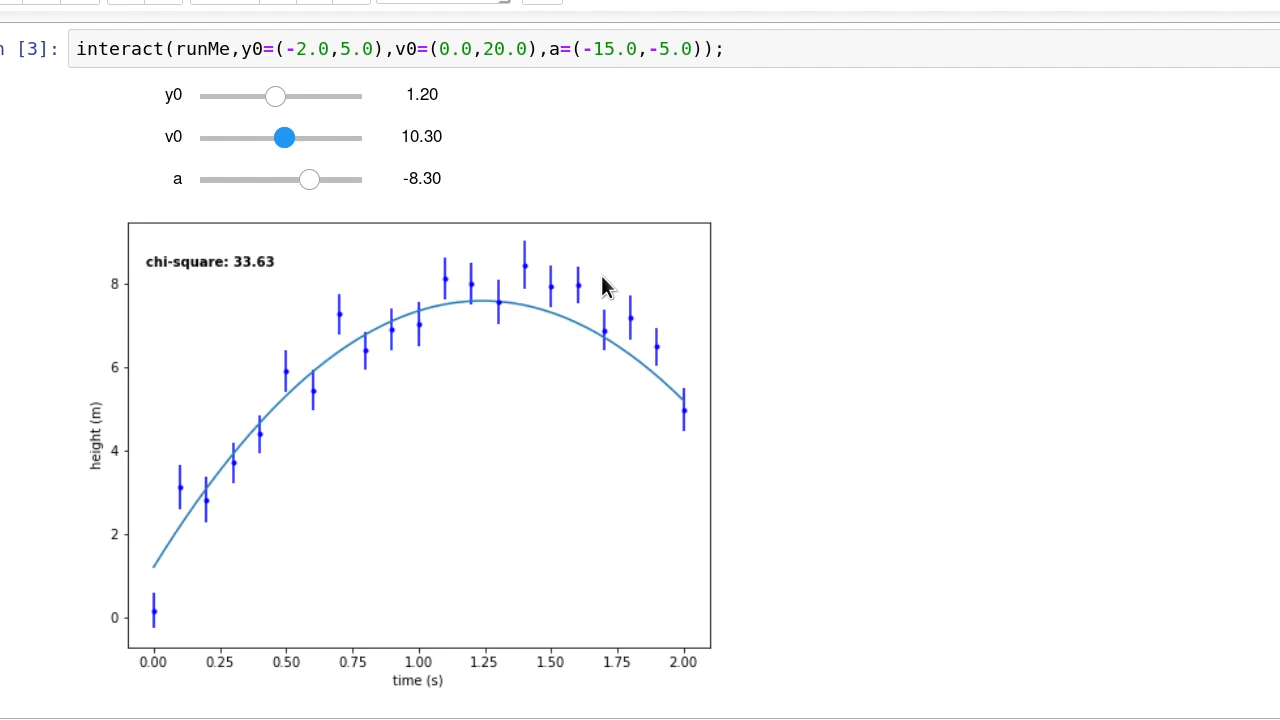 n [3]: interact(runMe,y0=(-2.0,5.0),v0=(0.0,20.0),a=(-15.0,-5.0));
y0 1.20
v0 10.30
a -8.30
chi-square: 33.63
8
6
4
2
0
height (m)
0.00 0.25 0.50 0.75 1.00 1.25 1.50 1.75 2.00
time (s)